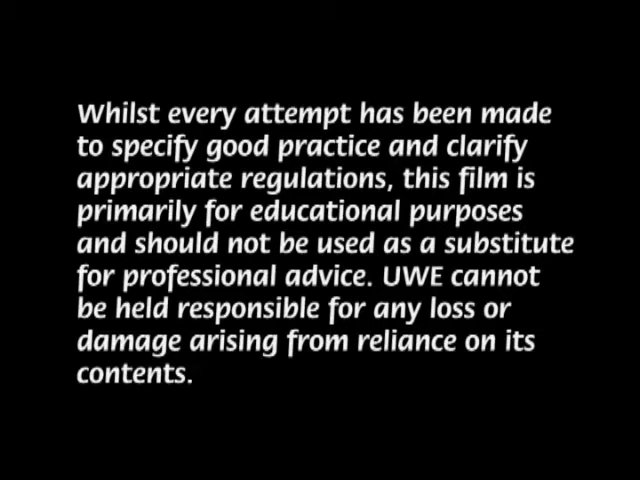 Whilst every attempt has been made
to specify good practice and clarify
appropriate regulations, this film is
primarily for educational purposes
and should not be used as a substitute
for professional advice. UWE cannot
be held responsible for any loss or
damage arising from reliance on its
contents.